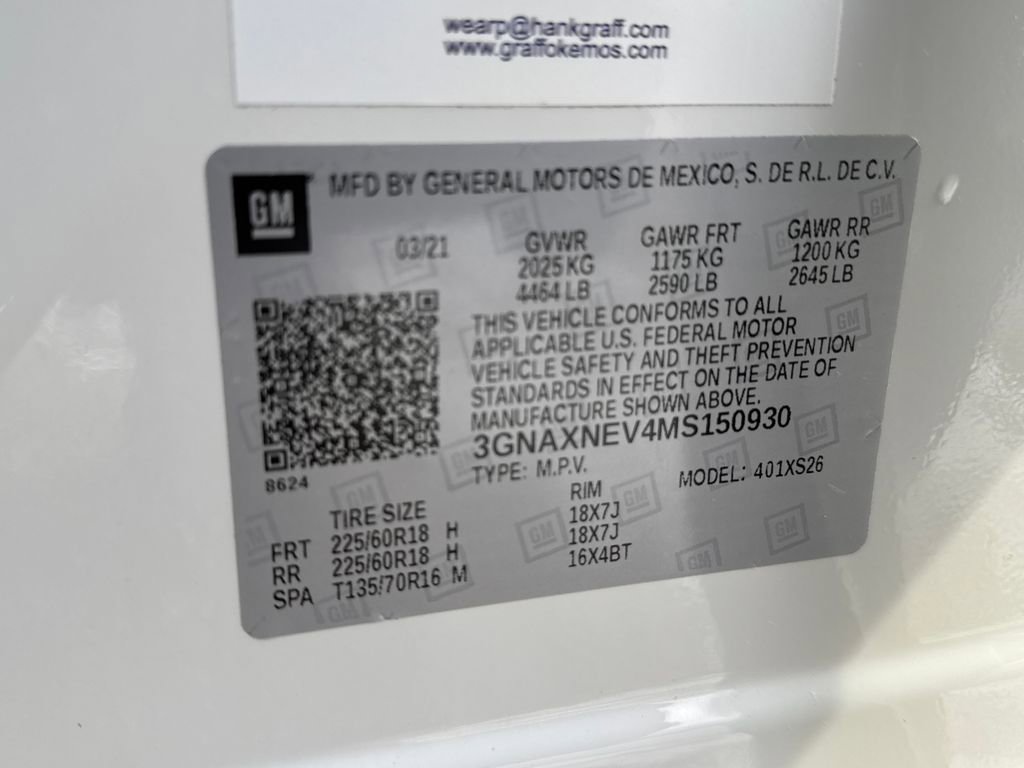 wearp@hankgraff.com
www.graffokemos.com
GM MFD BY GENERAL MOTORS DE MEXICO, S. DE R.L. DE C.V.
03/21 GVWR GAWR FRT GAWR RR
2025 KG 1175 KG 1200 KG
4464 LB 2590 LB 2645 LB
THIS VEHICLE CONFORMS TO ALL
APPLICABLE U.S. FEDERAL MOTOR
VEHICLE SAFETY AND THEFT PREVENTION
STANDARDS IN EFFECT ON THE DATE OF
MANUFACTURE SHOWN ABOVE.
3GNAXNEV4MS150930
8624
TYPE: M.P.V. MODEL: 401XS26
TIRE SIZE RIM
FRT 225/60R18 H 18X7J
RR 225/60R18 H 18X7J
SPA T135/70R16 M 16X4BT